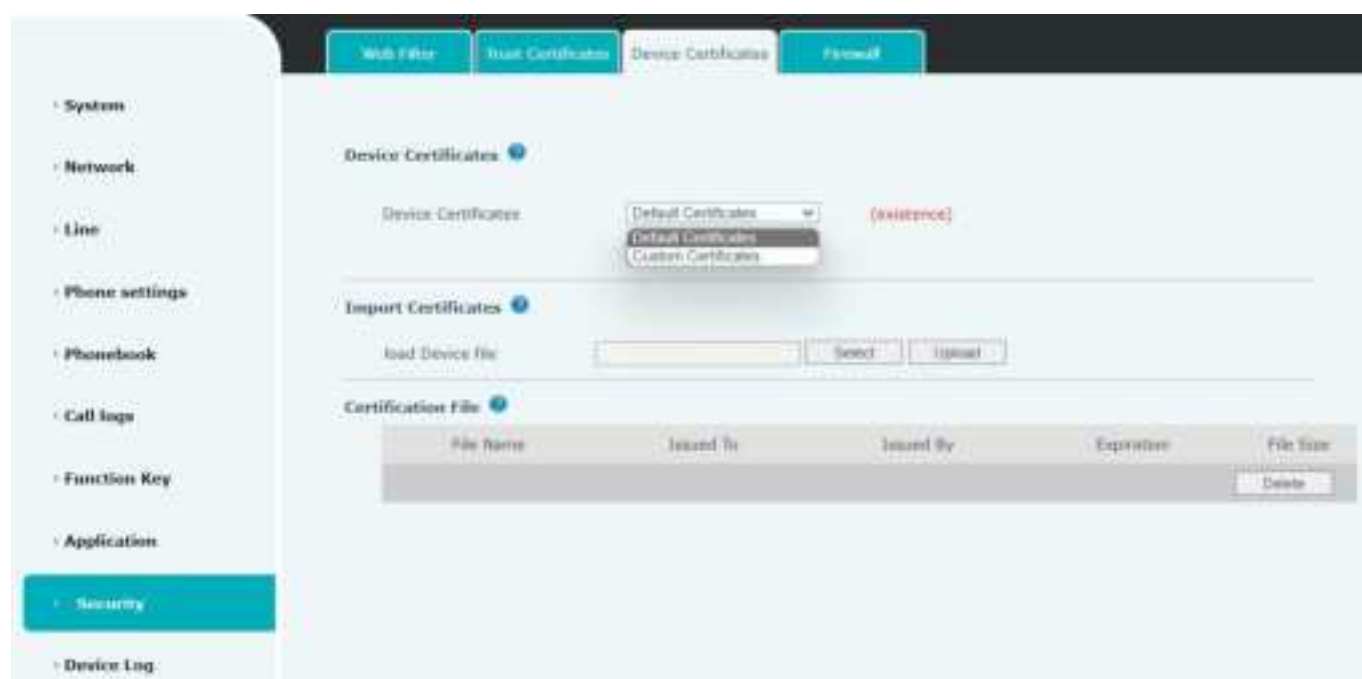 Web Filter
Trust Certificates
Device Certificates
Firewall
System
Network
Line
Phone settings
Phonebook
Call logs
Function Key
Application
Security
Device Log
Device Certificates
Device Certificates
Default Certificates
(existence)
Default Certificates
Custom Certificates
Import Certificates
load Device file
Select
Upload
Certification File
File Name
Issued To
Issued By
Expiration
File Size
Delete